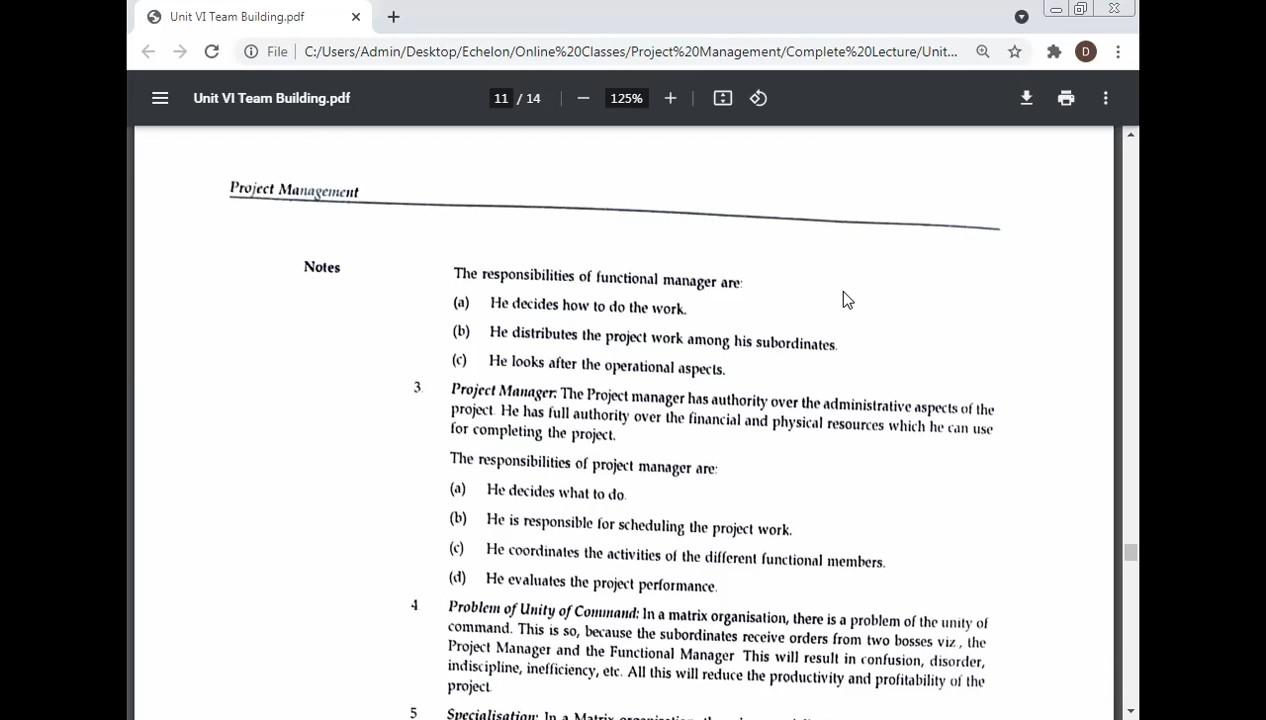 Unit VI Team Building.pdf
File C:/Users/Admin/Desktop/Echelon/Online%20Classes/Project%20Management/Complete%20Lecture/Unit...
D
Unit VI Team Building.pdf 11 / 14 125%
Project Management
Notes
The responsibilities of functional manager are:
(a) He decides how to do the work.
(b) He distributes the project work among his subordinates.
(c) He looks after the operational aspects.
3. Project Manager: The Project manager has authority over the administrative aspects of the
project. He has full authority over the financial and physical resources which he can use
for completing the project.
The responsibilities of project manager are:
(a) He decides what to do.
(b) He is responsible for scheduling the project work.
(c) He coordinates the activities of the different functional members.
(d) He evaluates the project performance.
4 Problem of Unity of Command: In a matrix organisation, there is a problem of the unity of
command. This is so, because the subordinates receive orders from two bosses viz., the
Project Manager and the Functional Manager This will result in confusion, disorder,
indiscipline, inefficiency, etc. All this will reduce the productivity and profitability of the
project.
5 Specialisation: In a Matrix